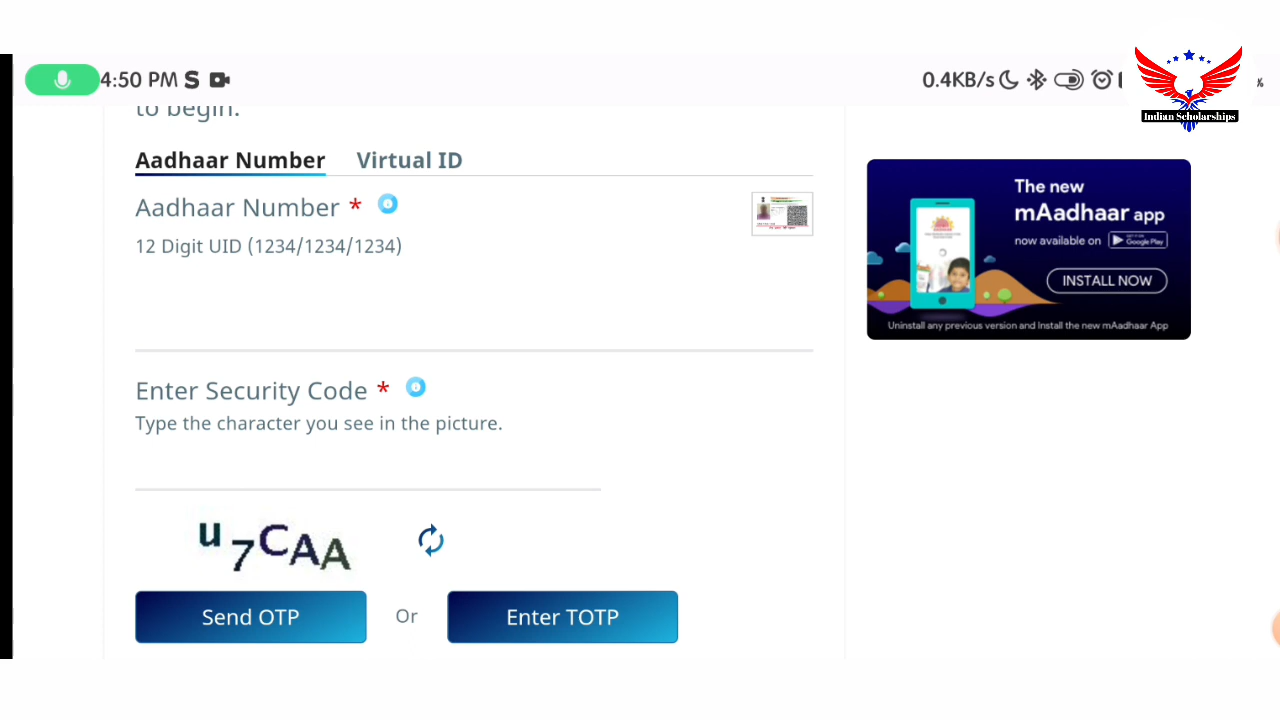 4:50 PM S
0.4KB/s
%
Indian Scholarships
to begin.
Aadhaar Number Virtual ID
Aadhaar Number *
12 Digit UID (1234/1234/1234)
The new
mAadhaar app
now available on Google Play
INSTALL NOW
Uninstall any previous version and Install the new mAadhaar App
Enter Security Code *
Type the character you see in the picture.
u7CAA
Send OTP Or Enter TOTP